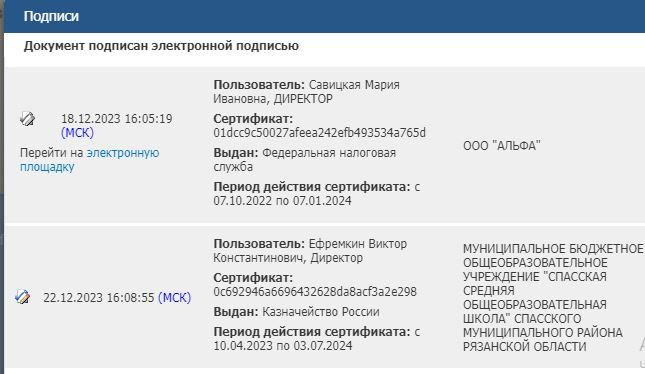 Подписи
Документ подписан электронной подписью
18.12.2023 16:05:19
(МСК)
Перейти на электронную
площадку
Пользователь: Савицкая Мария
Ивановна, ДИРЕКТОР
Сертификат:
01dcc9c50027afeea242efb493534a765d
Выдан: Федеральная налоговая
служба
Период действия сертификата: с
07.10.2022 по 07.01.2024
ООО "АЛЬФА"
22.12.2023 16:08:55 (МСК)
Пользователь: Ефремкин Виктор
Константинович, Директор
Сертификат:
0c692946a6696432628da8acf3a2e298
Выдан: Казначейство России
Период действия сертификата: с
10.04.2023 по 03.07.2024
МУНИЦИПАЛЬНОЕ БЮДЖЕТНОЕ
ОБЩЕОБРАЗОВАТЕЛЬНОЕ
УЧРЕЖДЕНИЕ "СПАССКАЯ
СРЕДНЯЯ
ОБЩЕОБРАЗОВАТЕЛЬНАЯ
ШКОЛА" СПАССКОГО
МУНИЦИПАЛЬНОГО РАЙОНА
РЯЗАНСКОЙ ОБЛАСТИ